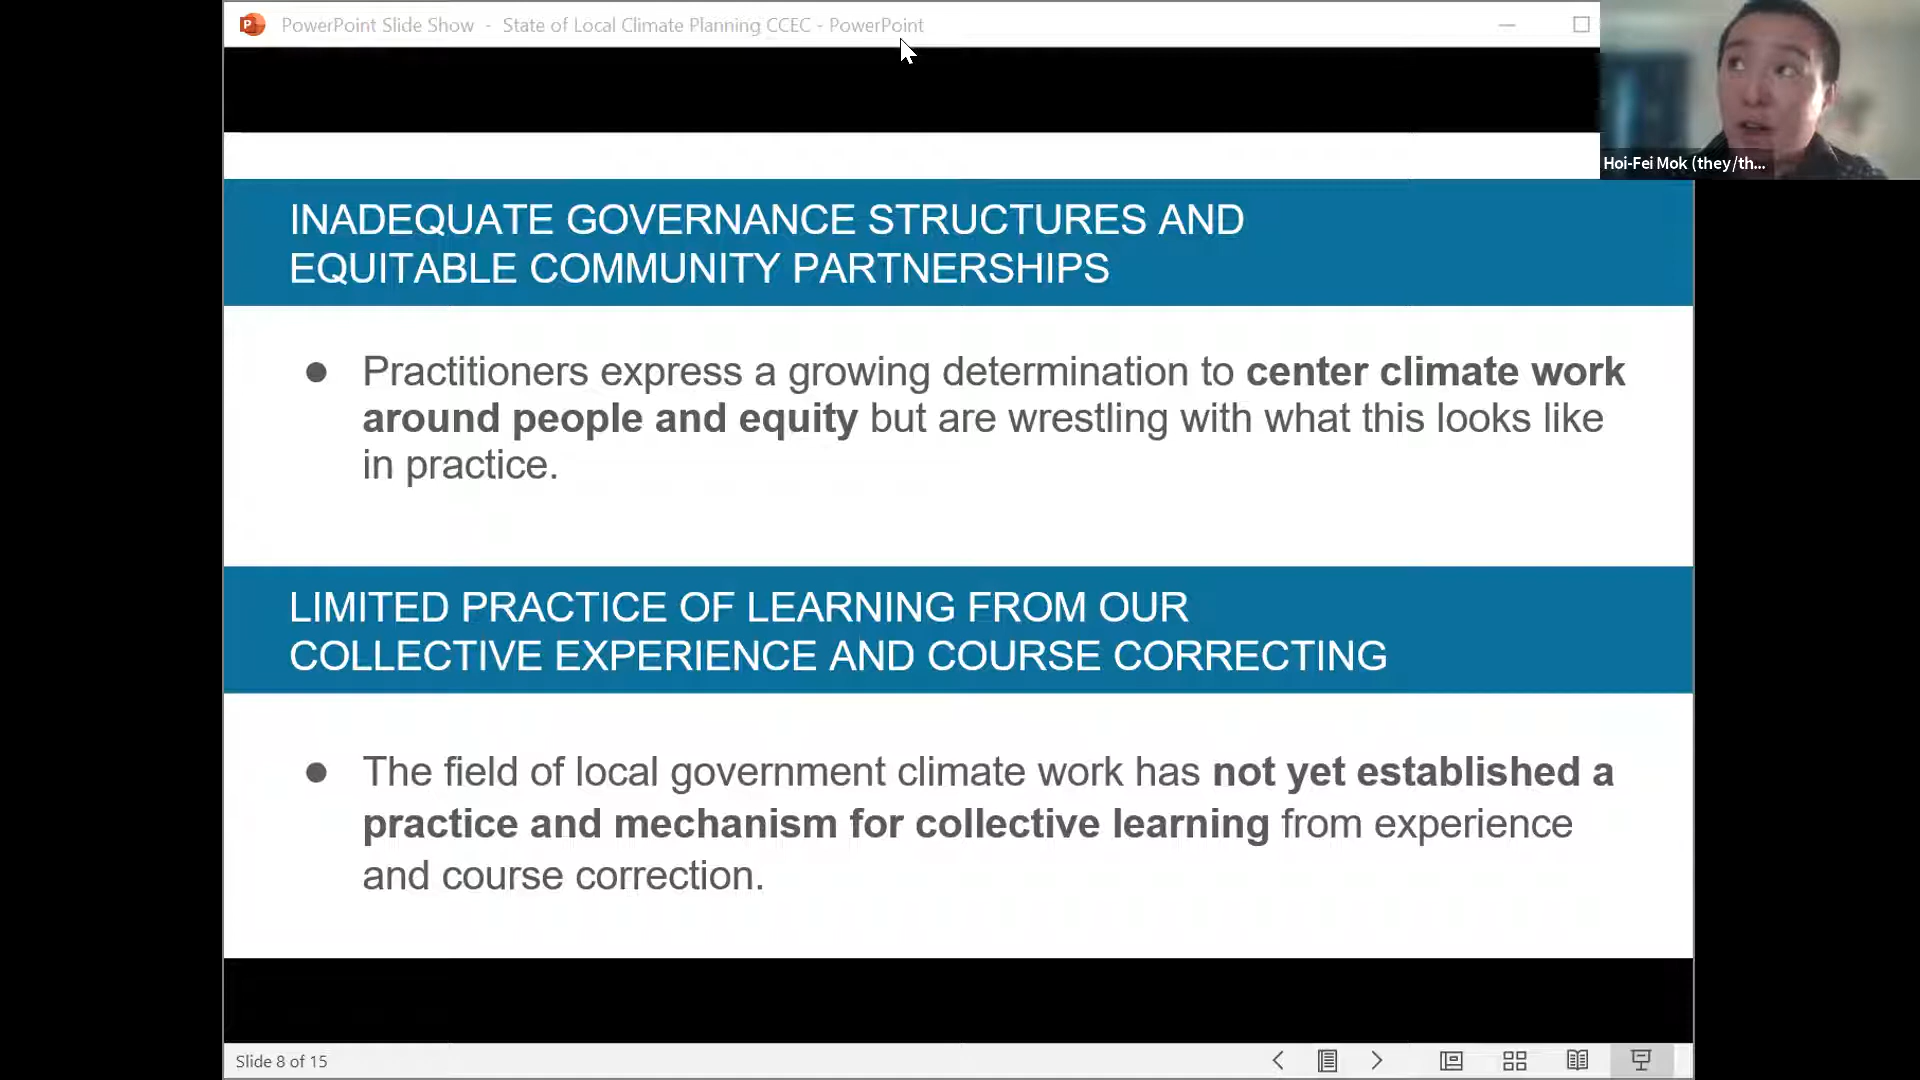 PowerPoint Slide Show - State of Local Climate Planning CCEC - PowerPoint
Hoi-Fei Mok (they/th...
INADEQUATE GOVERNANCE STRUCTURES AND
EQUITABLE COMMUNITY PARTNERSHIPS
● Practitioners express a growing determination to center climate work
around people and equity but are wrestling with what this looks like
in practice.
LIMITED PRACTICE OF LEARNING FROM OUR
COLLECTIVE EXPERIENCE AND COURSE CORRECTING
● The field of local government climate work has not yet established a
practice and mechanism for collective learning from experience
and course correction.
Slide 8 of 15